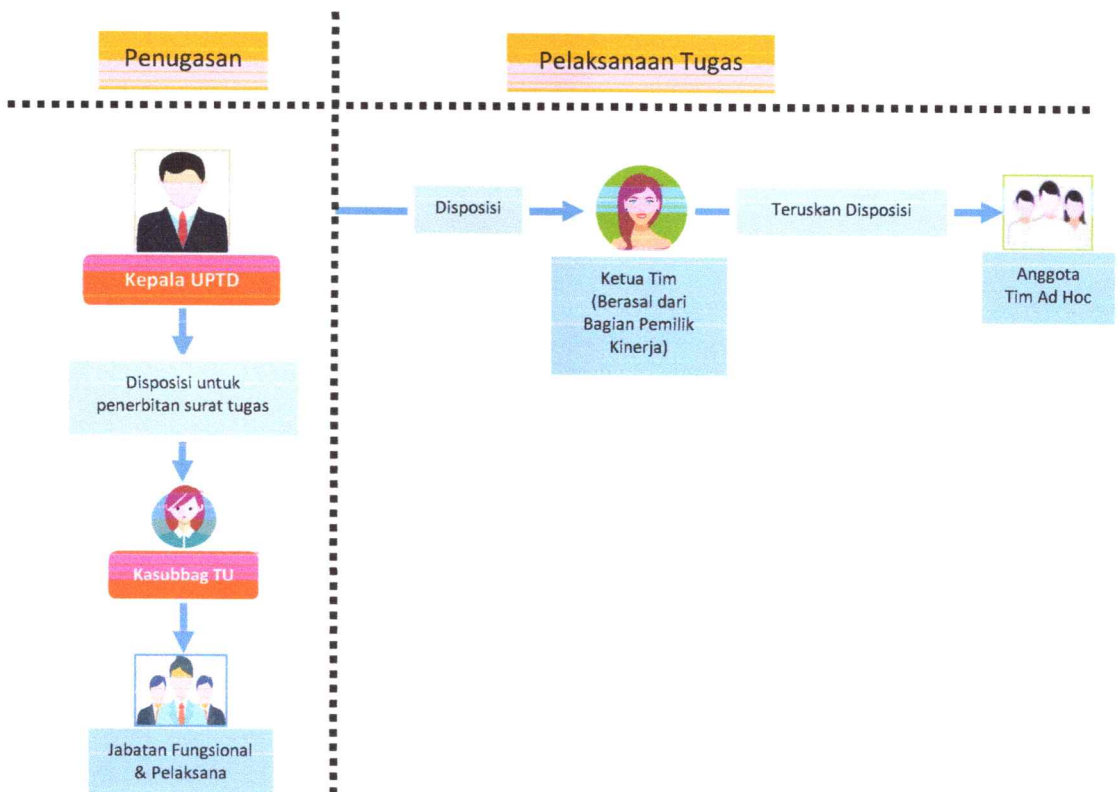 Penugasan
Pelaksanaan Tugas
Kepala UPTD
Disposisi untuk
penerbitan surat tugas
Kasubbag TU
Jabatan Fungsional
& Pelaksana
Disposisi
Ketua Tim
(Berasal dari
Bagian Pemilik
Kinerja)
Teruskan Disposisi
Anggota
Tim Ad Hoc